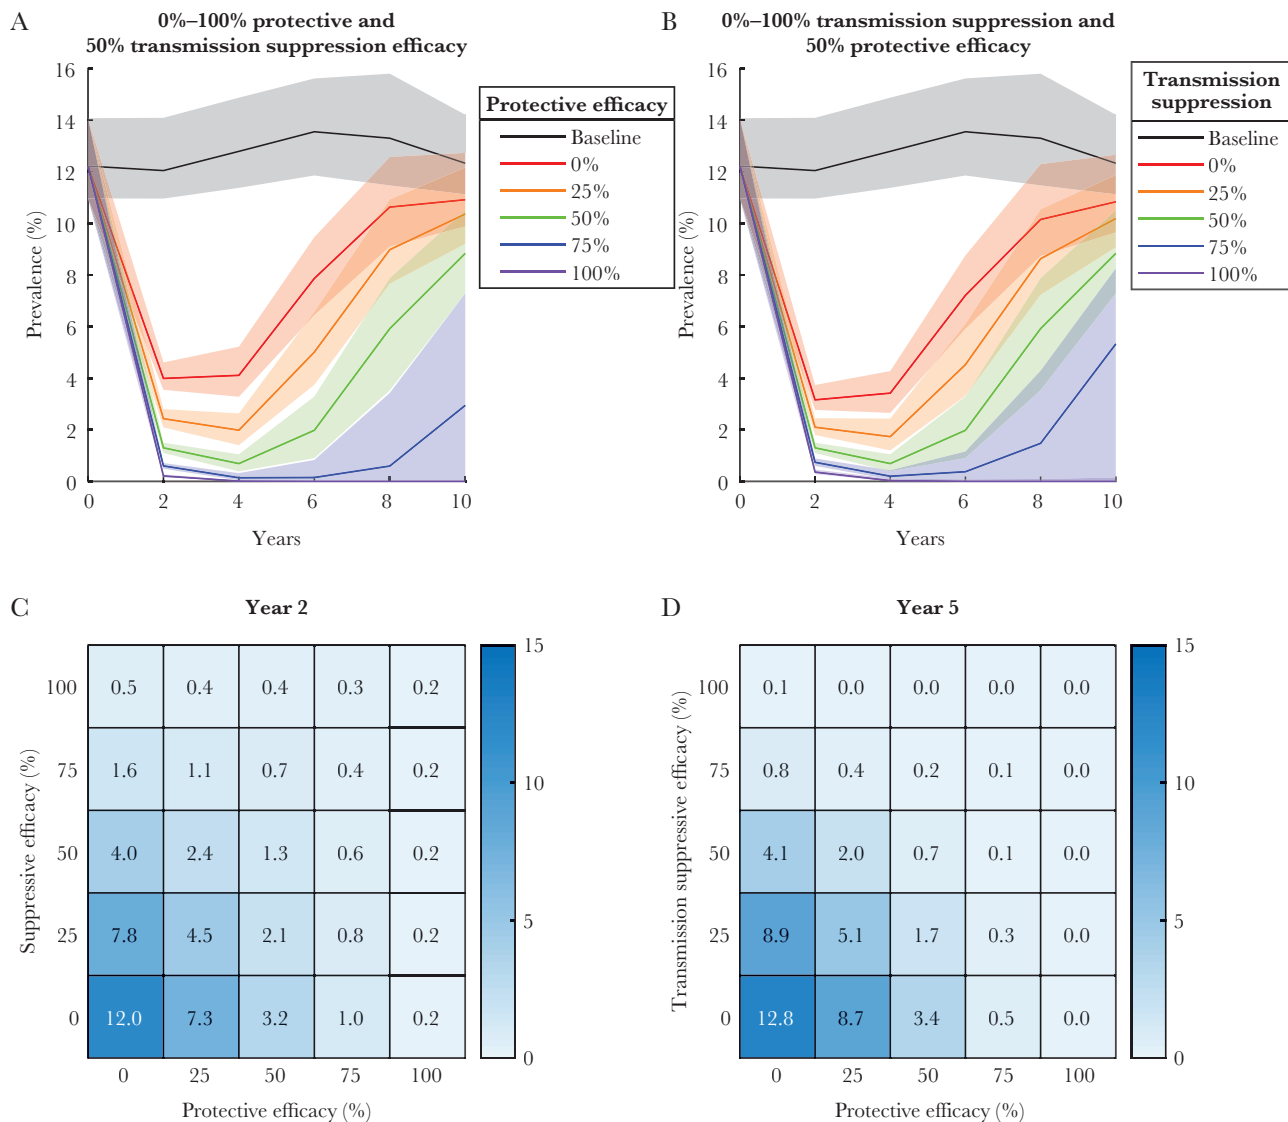 A
0%–100% protective and
50% transmission suppression efficacy
Prevalence (%)
16
14
12
10
8
6
4
2
0
0 2 4 6 8 10
Years
Protective efficacy
Baseline
0%
25%
50%
75%
100%
B
0%–100% transmission suppression and
50% protective efficacy
Prevalence (%)
16
14
12
10
8
6
4
2
0
0 2 4 6 8 10
Years
Transmission
suppression
Baseline
0%
25%
50%
75%
100%
C
Year 2
Suppressive efficacy (%)
100 0.5 0.4 0.4 0.3 0.2
75 1.6 1.1 0.7 0.4 0.2
50 4.0 2.4 1.3 0.6 0.2
25 7.8 4.5 2.1 0.8 0.2
0 12.0 7.3 3.2 1.0 0.2
0 25 50 75 100
Protective efficacy (%)
15
10
5
0
D
Year 5
Transmission suppressive efficacy (%)
100 0.1 0.0 0.0 0.0 0.0
75 0.8 0.4 0.2 0.1 0.0
50 4.1 2.0 0.7 0.1 0.0
25 8.9 5.1 1.7 0.3 0.0
0 12.8 8.7 3.4 0.5 0.0
0 25 50 75 100
Protective efficacy (%)
15
10
5
0